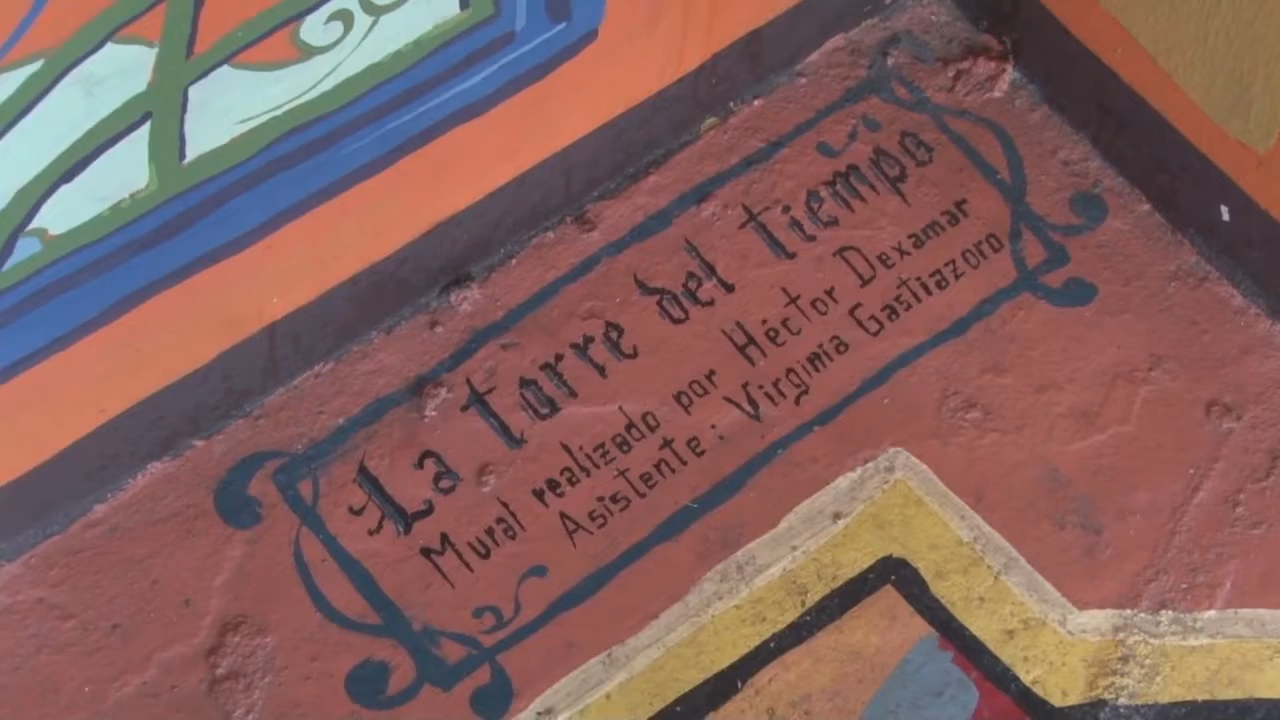 La torre del tiempo
Mural realizado por Héctor Dexamar
Asistente: Virginia Gastiazoro